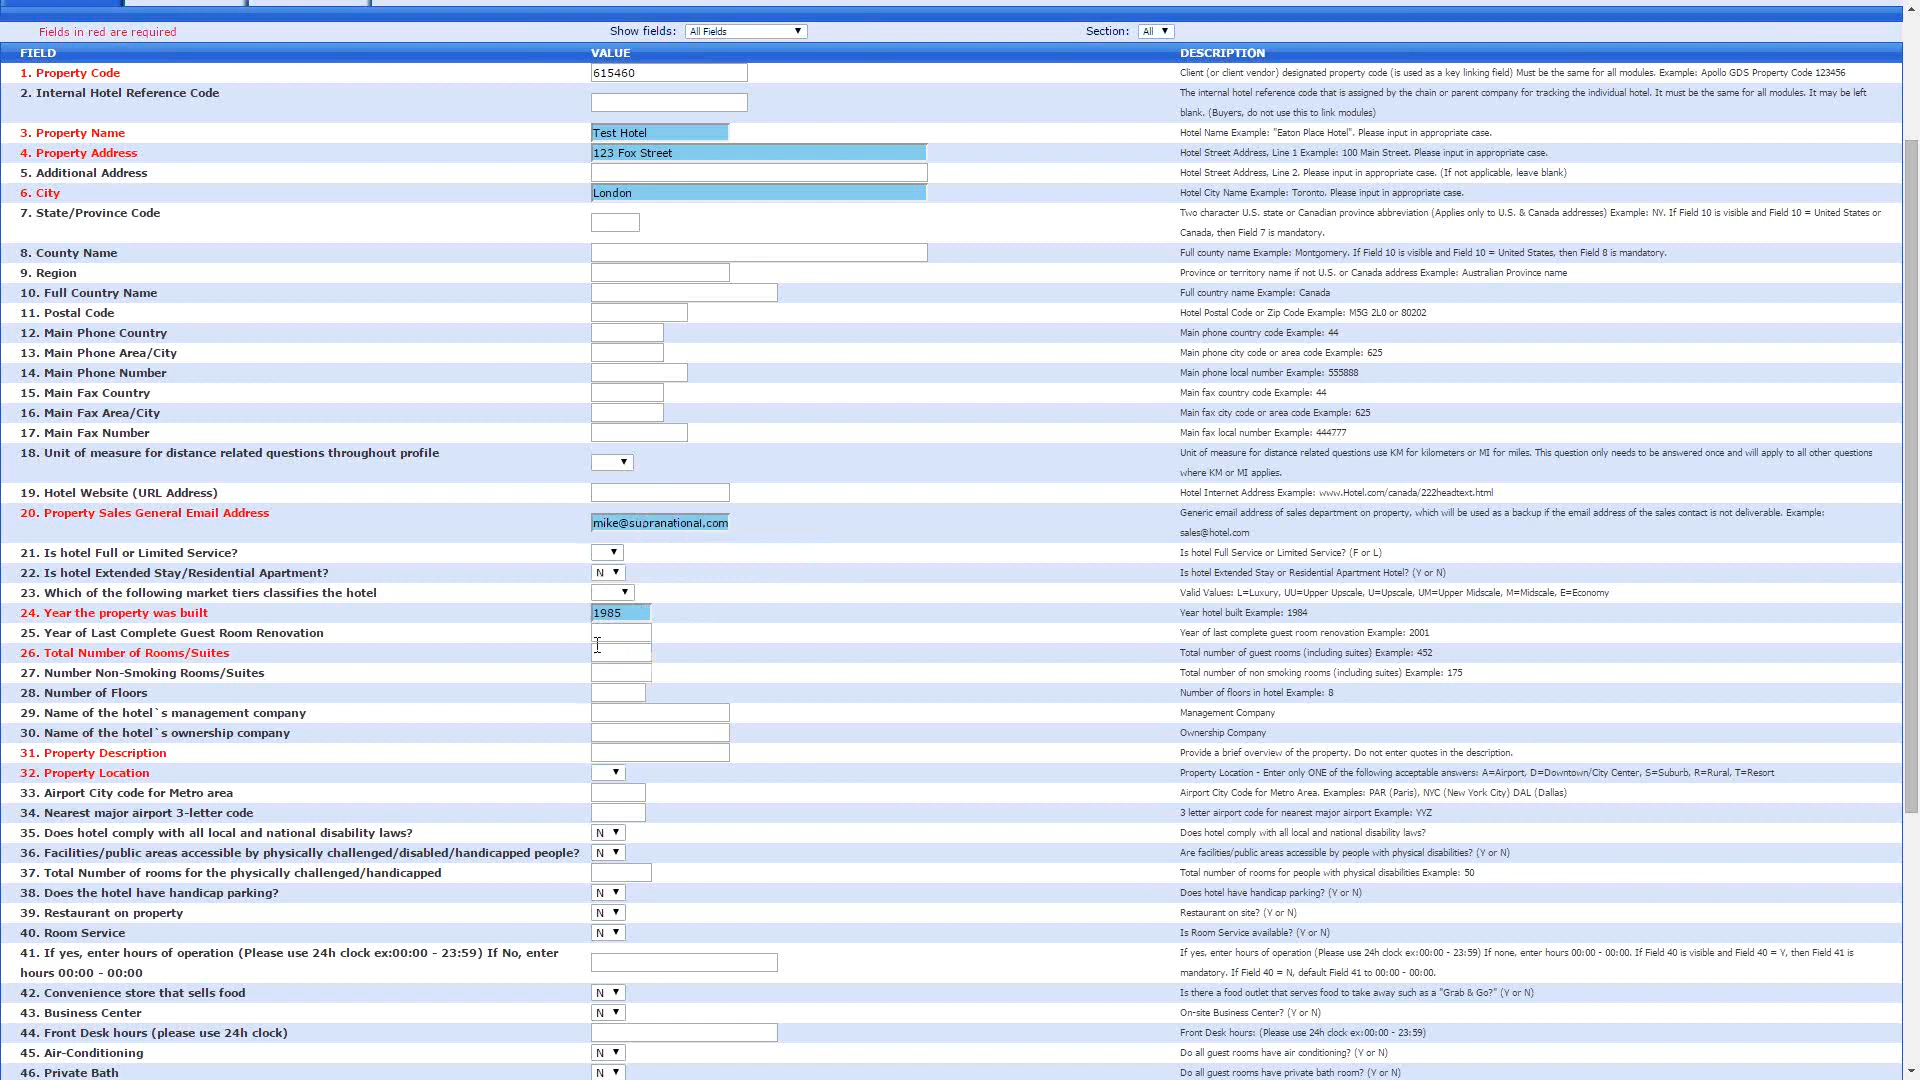 Fields in red are required Show fields: All Fields Section: All
FIELD VALUE DESCRIPTION
1. Property Code 615460 Client (or client vendor) designated property code (is used as a key linking field) Must be the same for all modules. Example: Apollo GDS Property Code 123456
2. Internal Hotel Reference Code The internal hotel reference code that is assigned by the chain or parent company for tracking the individual hotel. It must be the same for all modules. It may be left
blank. (Buyers, do not use this to link modules)
3. Property Name Test Hotel Hotel Name Example: "Eaton Place Hotel". Please input in appropriate case.
4. Property Address 123 Fox Street Hotel Street Address, Line 1 Example: 100 Main Street. Please input in appropriate case.
5. Additional Address Hotel Street Address, Line 2. Please input in appropriate case. (If not applicable, leave blank)
6. City London Hotel City Name Example: Toronto. Please input in appropriate case.
7. State/Province Code Two character U.S. state or Canadian province abbreviation (Applies only to U.S. & Canada addresses) Example: NY. If Field 10 is visible and Field 10 = United States or
Canada, then Field 7 is mandatory.
8. County Name Full county name Example: Montgomery. If Field 10 is visible and Field 10 = United States, then Field 8 is mandatory.
9. Region Province or territory name if not U.S. or Canada address Example: Australian Province name
10. Full Country Name Full country name Example: Canada
11. Postal Code Hotel Postal Code or Zip Code Example: M5G 2L0 or 80202
12. Main Phone Country Main phone country code Example: 44
13. Main Phone Area/City Main phone city code or area code Example: 625
14. Main Phone Number Main phone local number Example: 555888
15. Main Fax Country Main fax country code Example: 44
16. Main Fax Area/City Main fax city code or area code Example: 625
17. Main Fax Number Main fax local number Example: 444777
18. Unit of measure for distance related questions throughout profile Unit of measure for distance related questions use KM for kilometers or MI for miles. This question only needs to be answered once and will apply to all other questions
where KM or MI applies.
19. Hotel Website (URL Address) Hotel Internet Address Example: www.Hotel.com/canada/222headtext.html
20. Property Sales General Email Address mike@supranational.com Generic email address of sales department on property, which will be used as a backup if the email address of the sales contact is not deliverable. Example:
sales@hotel.com
21. Is hotel Full or Limited Service? Is hotel Full Service or Limited Service? (F or L)
22. Is hotel Extended Stay/Residential Apartment? N Is hotel Extended Stay or Residential Apartment Hotel? (Y or N)
23. Which of the following market tiers classifies the hotel Valid Values: L=Luxury, UU=Upper Upscale, U=Upscale, UM=Upper Midscale, M=Midscale, E=Economy
24. Year the property was built 1985 Year hotel built Example: 1984
25. Year of Last Complete Guest Room Renovation Year of last complete guest room renovation Example: 2001
26. Total Number of Rooms/Suites Total number of guest rooms (including suites) Example: 452
27. Number Non-Smoking Rooms/Suites Total number of non smoking rooms (including suites) Example: 175
28. Number of Floors Number of floors in hotel Example: 8
29. Name of the hotel`s management company Management Company
30. Name of the hotel`s ownership company Ownership Company
31. Property Description Provide a brief overview of the property. Do not enter quotes in the description.
32. Property Location Property Location - Enter only ONE of the following acceptable answers: A=Airport, D=Downtown/City Center, S=Suburb, R=Rural, T=Resort
33. Airport City code for Metro area Airport City Code for Metro Area. Examples: PAR (Paris), NYC (New York City) DAL (Dallas)
34. Nearest major airport 3-letter code 3 letter airport code for nearest major airport Example: YYZ
35. Does hotel comply with all local and national disability laws? N Does hotel comply with all local and national disability laws?
36. Facilities/public areas accessible by physically challenged/disabled/handicapped people? N Are facilities/public areas accessible by people with physical disabilities? (Y or N)
37. Total Number of rooms for the physically challenged/handicapped Total number of rooms for people with physical disabilities Example: 50
38. Does the hotel have handicap parking? N Does hotel have handicap parking? (Y or N)
39. Restaurant on property N Restaurant on site? (Y or N)
40. Room Service N Is Room Service available? (Y or N)
41. If yes, enter hours of operation (Please use 24h clock ex:00:00 - 23:59) If No, enter If yes, enter hours of operation (Please use 24h clock ex:00:00 - 23:59) If none, enter hours 00:00 - 00:00. If Field 40 is visible and Field 40 = Y, then Field 41 is
hours 00:00 - 00:00 mandatory. If Field 40 = N, default Field 41 to 00:00 - 00:00.
42. Convenience store that sells food N Is there a food outlet that serves food to take away such as a "Grab & Go?" (Y or N)
43. Business Center N On-site Business Center? (Y or N)
44. Front Desk hours (please use 24h clock) Front Desk hours: (Please use 24h clock ex:00:00 - 23:59)
45. Air-Conditioning N Do all guest rooms have air conditioning? (Y or N)
46. Private Bath N Do all guest rooms have private bath room? (Y or N)